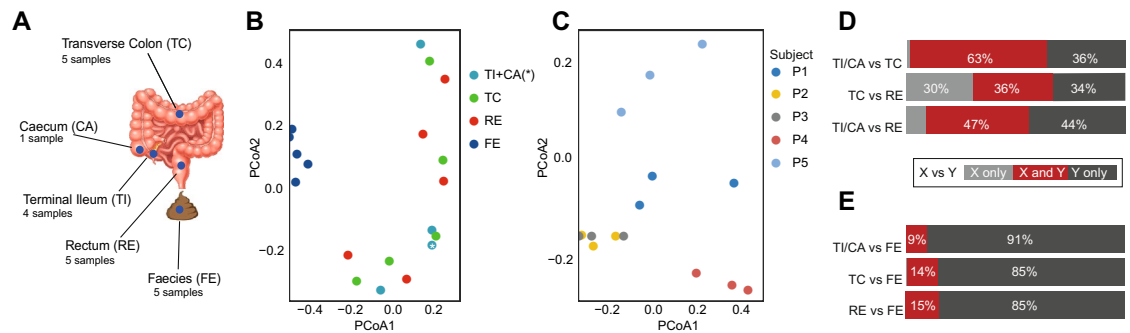 A
Transverse Colon (TC)
5 samples
Caecum (CA)
1 sample
Terminal Ileum (TI)
4 samples
Rectum (RE)
5 samples
Faecies (FE)
5 samples
B
0.4
0.2
0.0
−0.2
PCoA2
−0.4
−0.2
0.0
0.2
0.4
PCoA1
TI+CA(*)
TC
RE
FE
*
C
0.2
0.0
−0.2
PCoA2
−0.2
0.0
0.2
0.4
PCoA1
Subject
P1
P2
P3
P4
P5
D
TI/CA vs TC 63% 36%
TC vs RE 30% 36% 34%
TI/CA vs RE 47% 44%
X vs Y X only X and Y Y only
E
TI/CA vs FE 9% 91%
TC vs FE 14% 85%
RE vs FE 15% 85%